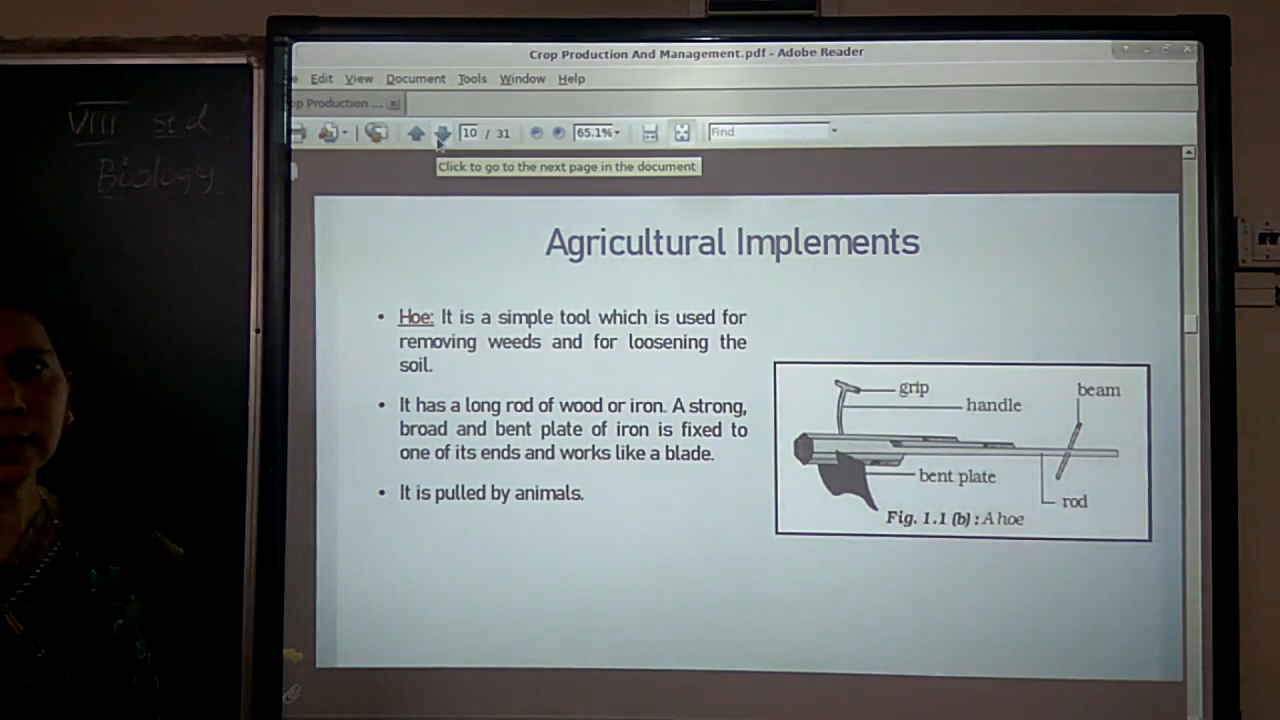 VIII std
Biology
Crop Production And Management.pdf - Adobe Reader
Edit View Document Tools Window Help
op Production ...
10 / 31 65.1% Find
Click to go to the next page in the document
Agricultural Implements
• Hoe: It is a simple tool which is used for
removing weeds and for loosening the
soil.
• It has a long rod of wood or iron. A strong,
broad and bent plate of iron is fixed to
one of its ends and works like a blade.
• It is pulled by animals.
grip
handle
beam
bent plate
rod
Fig. 1.1 (b) : A hoe